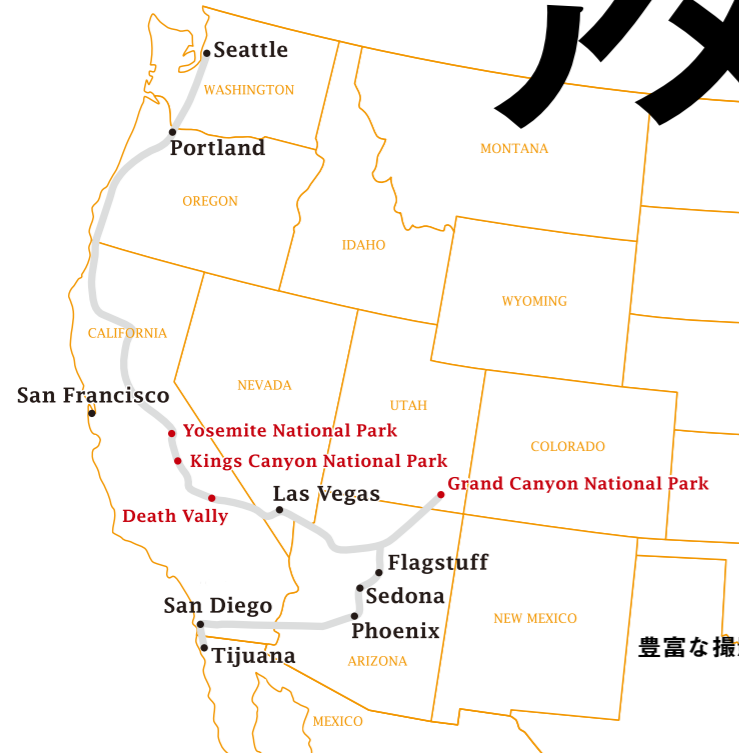 アメ
Seattle
WASHINGTON
Portland
MONTANA
OREGON
IDAHO
WYOMING
CALIFORNIA
NEVADA
San Francisco
UTAH
Yosemite National Park
COLORADO
Kings Canyon National Park
Grand Canyon National Park
Las Vegas
Death Vally
Flagstuff
Sedona
San Diego
NEW MEXICO
Phoenix
豊富な撮
Tijuana
ARIZONA
MEXICO